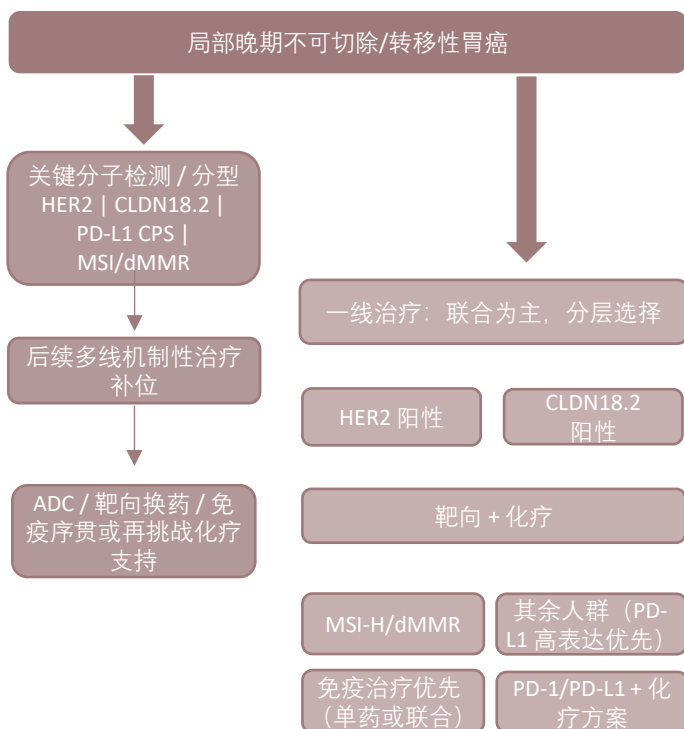 局部晚期不可切除/转移性胃癌
关键分子检测 / 分型
HER2 | CLDN18.2 |
PD-L1 CPS |
MSI/dMMR
后续多线机制性治疗
补位
ADC / 靶向换药 / 免
疫序贯或再挑战化疗
支持
一线治疗：联合为主，分层选择
HER2 阳性
CLDN18.2
阳性
靶向 + 化疗
MSI-H/dMMR
其余人群（PD-
L1 高表达优先）
免疫治疗优先
（单药或联合）
PD-1/PD-L1 + 化
疗方案